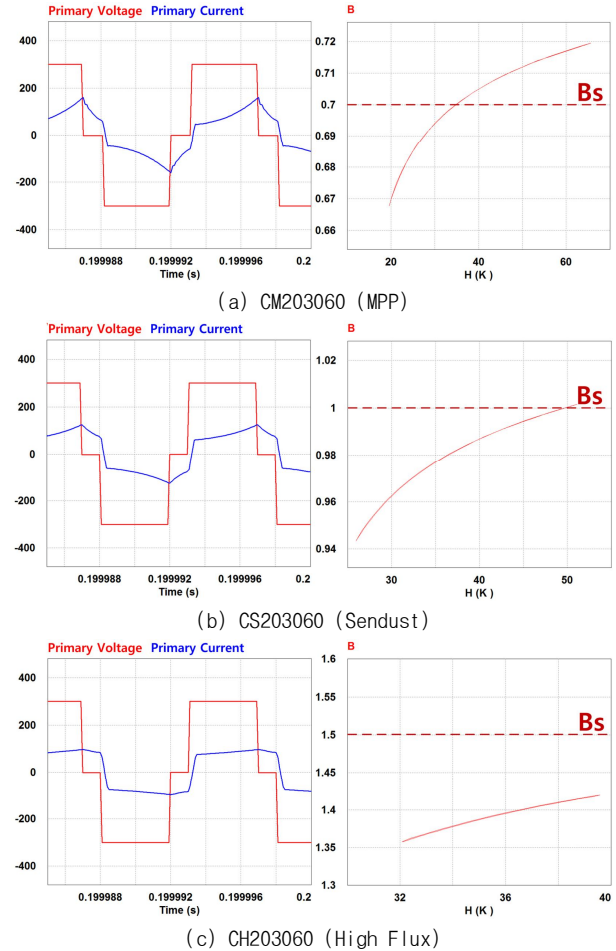 Primary Voltage Primary Current
B
400
200
0
-200
-400
0.199988 0.199992 0.199996 0.2
Time (s)
0.72
0.71
0.7
0.69
0.68
0.67
Bs
20 40 60
H (K)
(a) CM203060 (MPP)
Primary Voltage Primary Current
B
400
200
0
-200
-400
0.199988 0.199992 0.199996 0.2
Time (s)
1.02
1
0.98
0.96
0.94
Bs
30 40 50
H (K)
(b) CS203060 (Sendust)
Primary Voltage Primary Current
B
400
200
0
-200
-400
0.199988 0.199992 0.199996 0.2
Time (s)
1.6
1.55
1.5
1.45
1.4
1.35
1.3
Bs
32 36 40
H (K)
(c) CH203060 (High Flux)